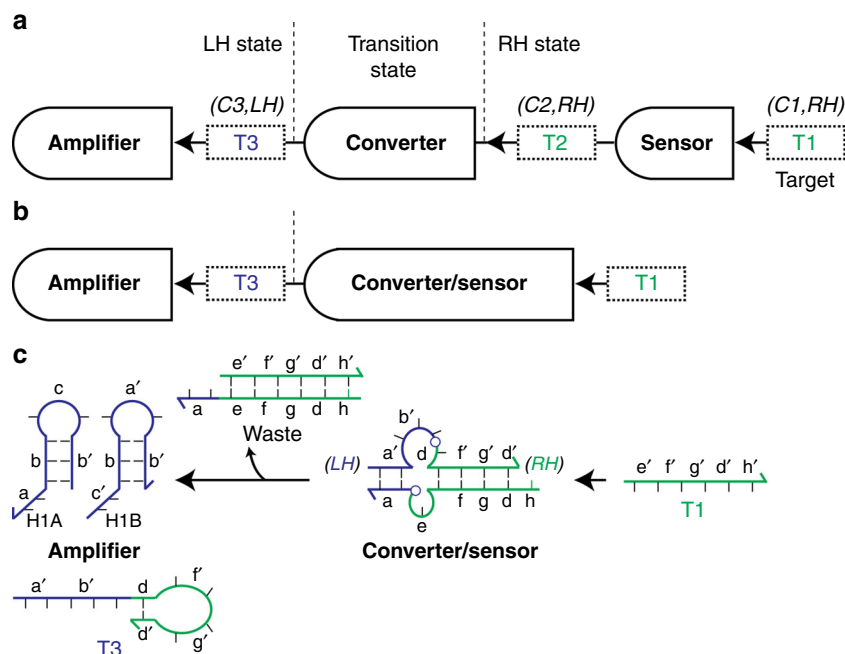 a
LH state
Transition
state
RH state
(C3,LH)
(C2,RH)
(C1,RH)
Amplifier
T3
Converter
T2
Sensor
T1
Target
b
Amplifier
T3
Converter/sensor
T1
c
e′ f′ g′ d′ h′
a e f g d h
Waste
c
b b′
a
H1A
a′
b b′
c′
H1B
Amplifier
b′
(LH) a′ d f′ g′ d′ (RH)
a f g d h
e
Converter/sensor
e′ f′ g′ d′ h′
T1
a′ b′ d f′
d′
g′
T3